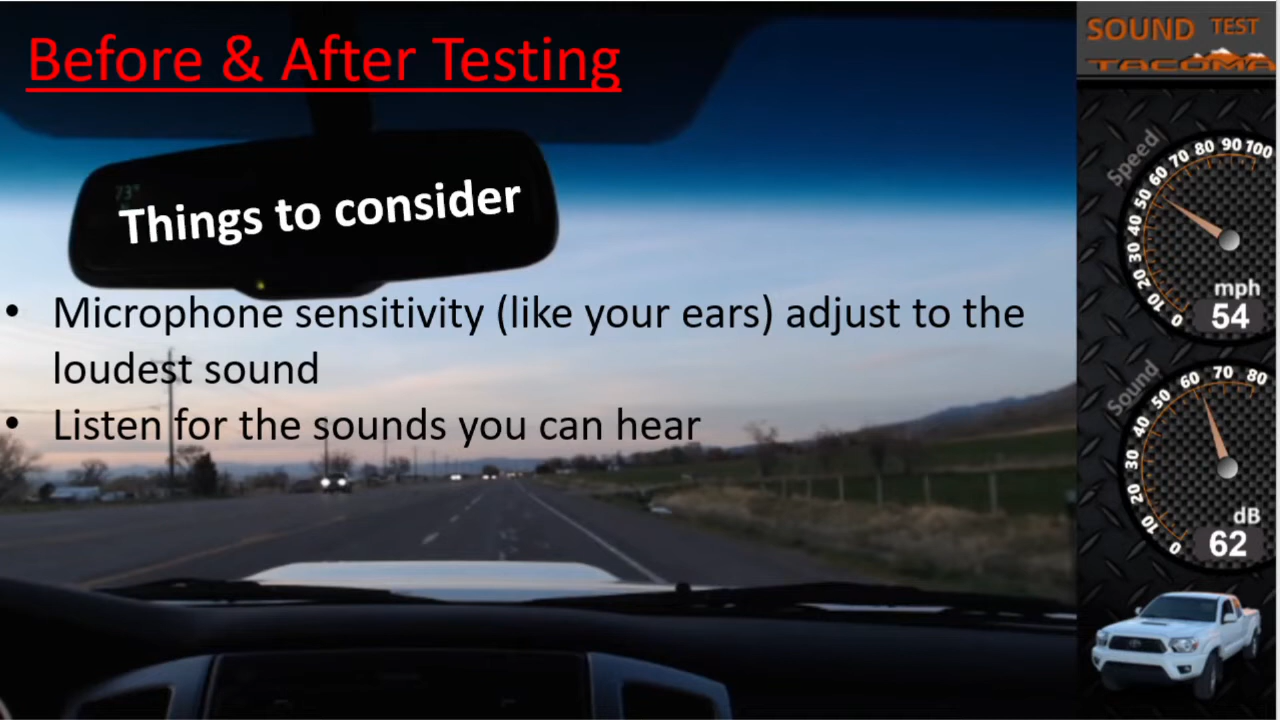 Before & After Testing
SOUND TEST
TACOMA
73°
Things to consider
• Microphone sensitivity (like your ears) adjust to the
loudest sound
• Listen for the sounds you can hear
Speed
0 10 20 30 40 50 60 70 80 90 100
mph
54
Sound
0 10 20 30 40 50 60 70 80
dB
62